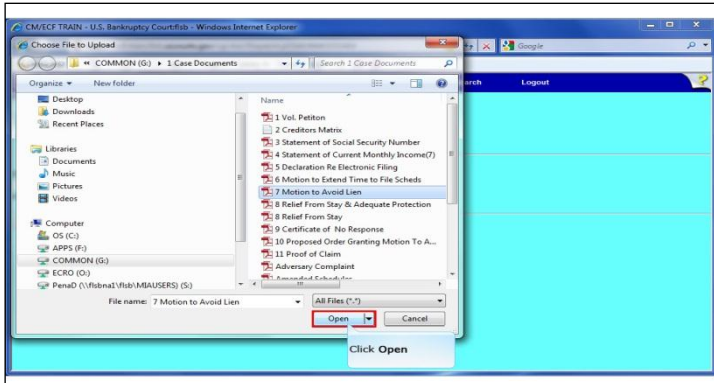 CM/ECF TRAIN - U.S. Bankruptcy Court:flsb - Windows Internet Explorer
Choose File to Upload
Google
« COMMON (G:) ▸ 1 Case Documents
Search 1 Case Documents
Organize
New folder
arch
Logout
?
Desktop
Downloads
Recent Places
Libraries
Documents
Music
Pictures
Videos
Computer
OS (C:)
APPS (F:)
COMMON (G:)
ECRO (O:)
PenaD (\\flsbna1\flsb\MIAUSERS) (S:)
Name
1 Vol. Petiton
2 Creditors Matrix
3 Statement of Social Security Number
4 Statement of Current Monthly Income(7)
5 Declaration Re Electronic Filing
6 Motion to Extend Time to File Scheds
7 Motion to Avoid Lien
8 Relief From Stay & Adequate Protection
8 Relief From Stay
9 Certificate of No Response
10 Proposed Order Granting Motion To A...
11 Proof of Claim
Adversary Complaint
Amended Schedules
File name: 7 Motion to Avoid Lien
All Files (*.*)
Open
Cancel
Click Open